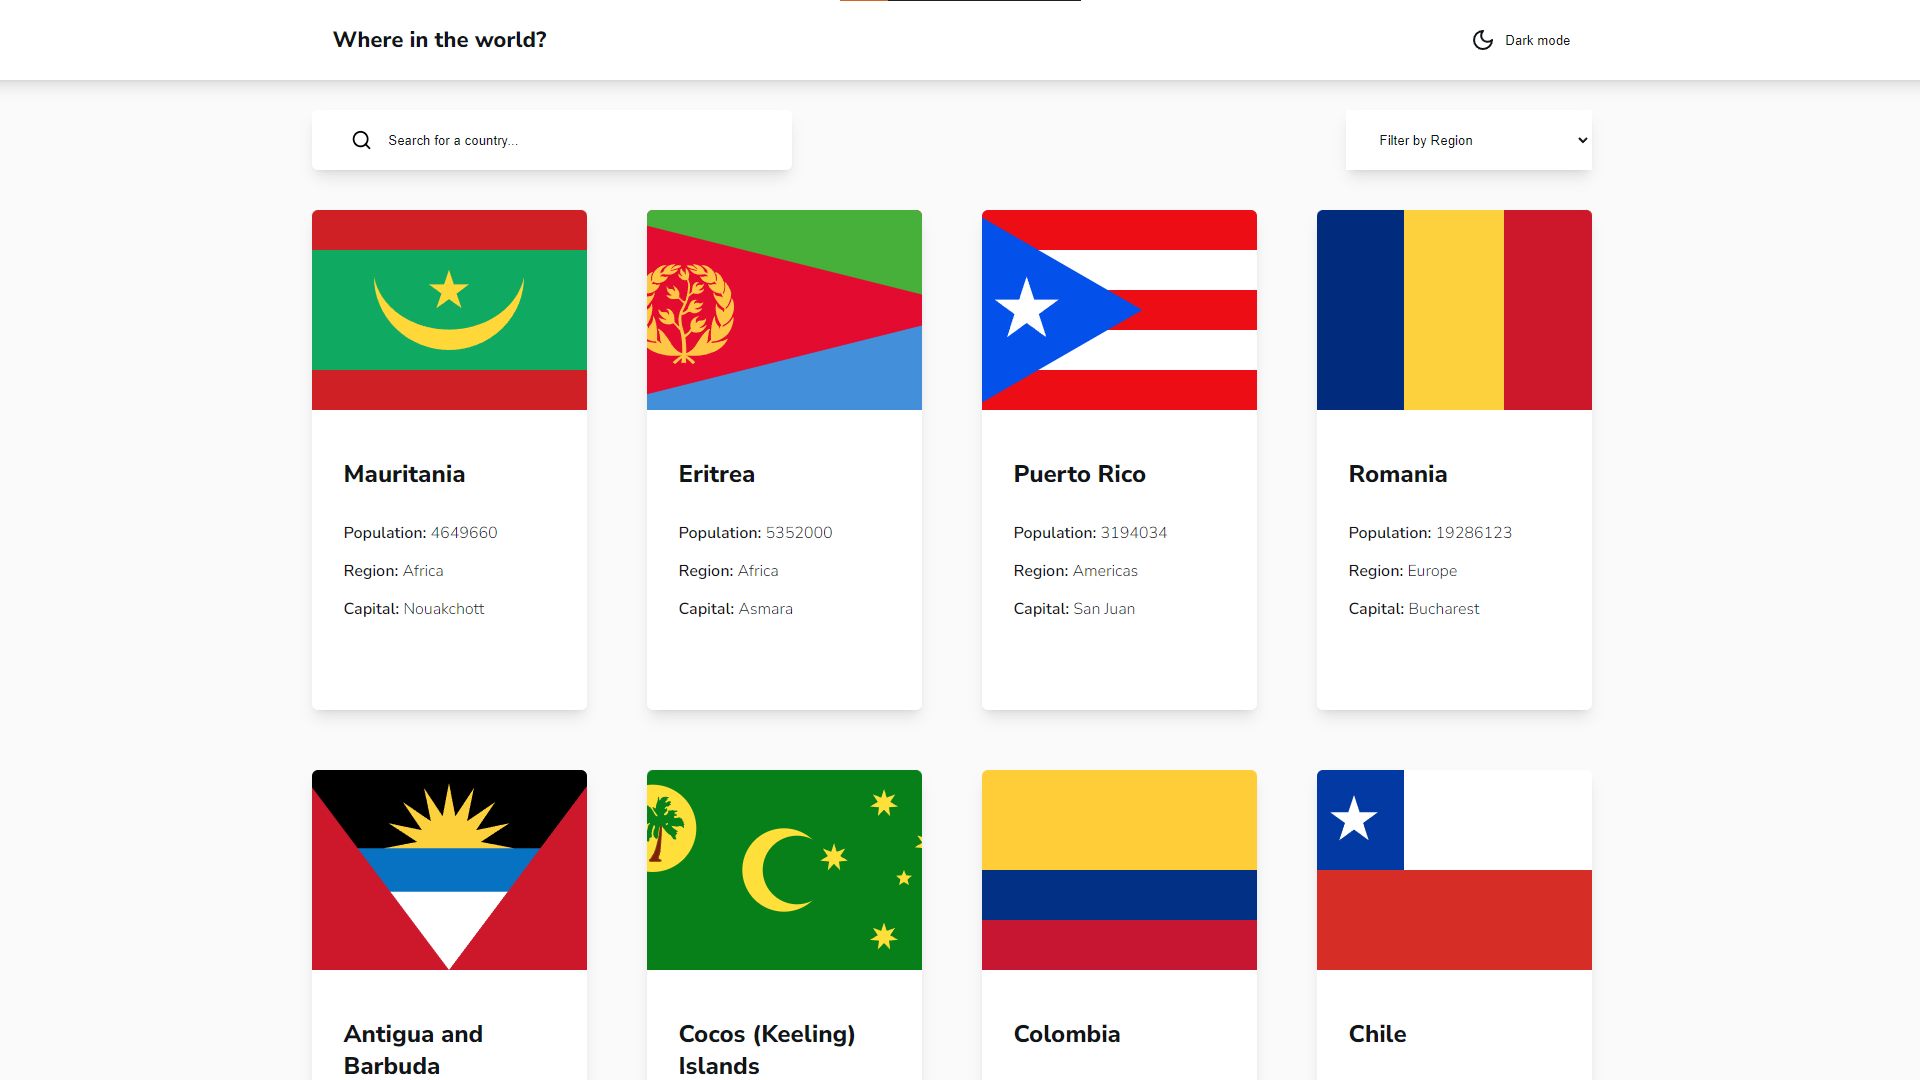 Where in the world?
Dark mode
Search for a country...
Filter by Region
Mauritania
Population: 4649660
Region: Africa
Capital: Nouakchott
Eritrea
Population: 5352000
Region: Africa
Capital: Asmara
Puerto Rico
Population: 3194034
Region: Americas
Capital: San Juan
Romania
Population: 19286123
Region: Europe
Capital: Bucharest
Antigua and
Barbuda
Cocos (Keeling)
Islands
Colombia
Chile